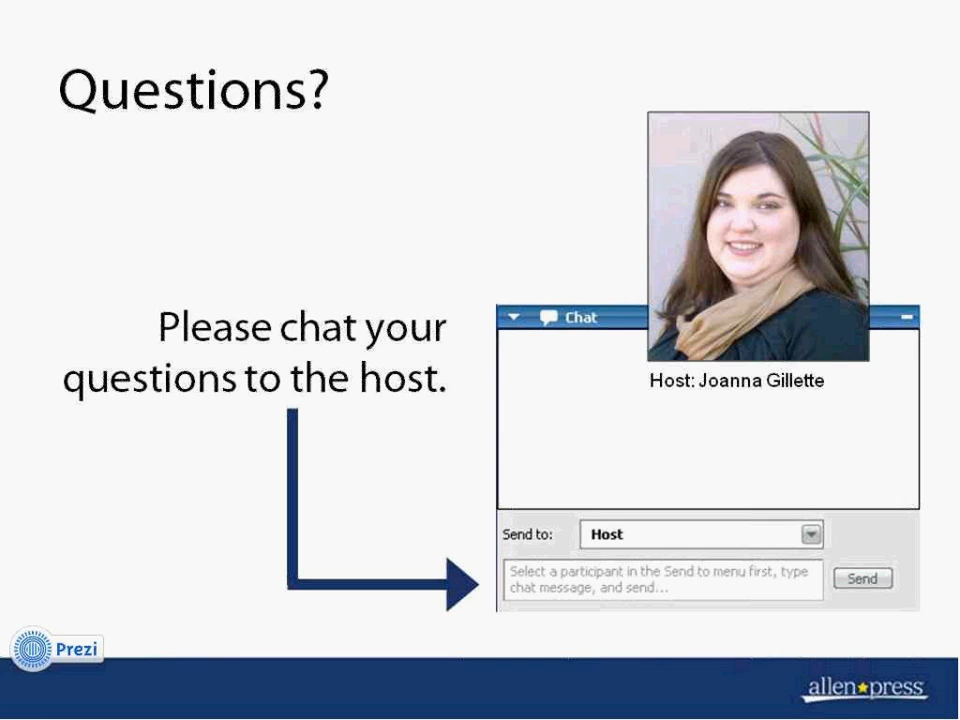 Questions?
Please chat your
questions to the host.
Chat
Host: Joanna Gillette
Send to:
Host
Select a participant in the Send to menu first, type
chat message, and send...
Send
Prezi
allen press